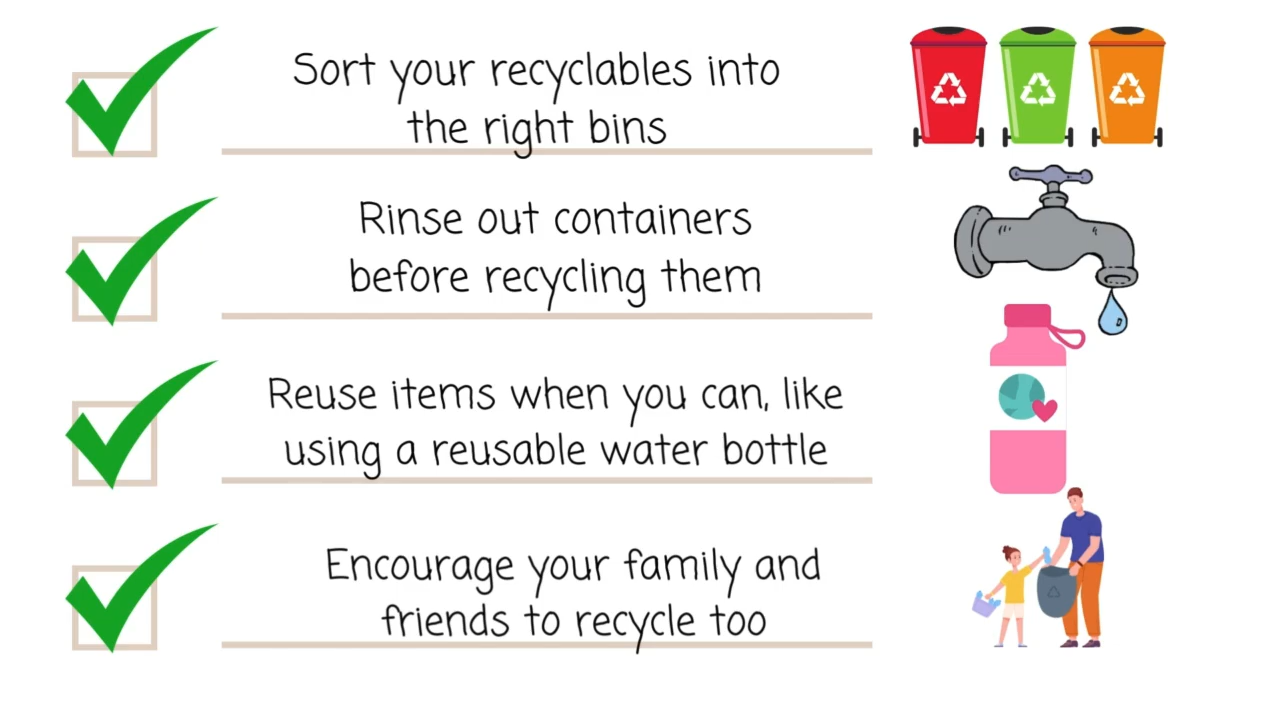 Sort your recyclables into
the right bins
Rinse out containers
before recycling them
Reuse items when you can, like
using a reusable water bottle
Encourage your family and
friends to recycle too